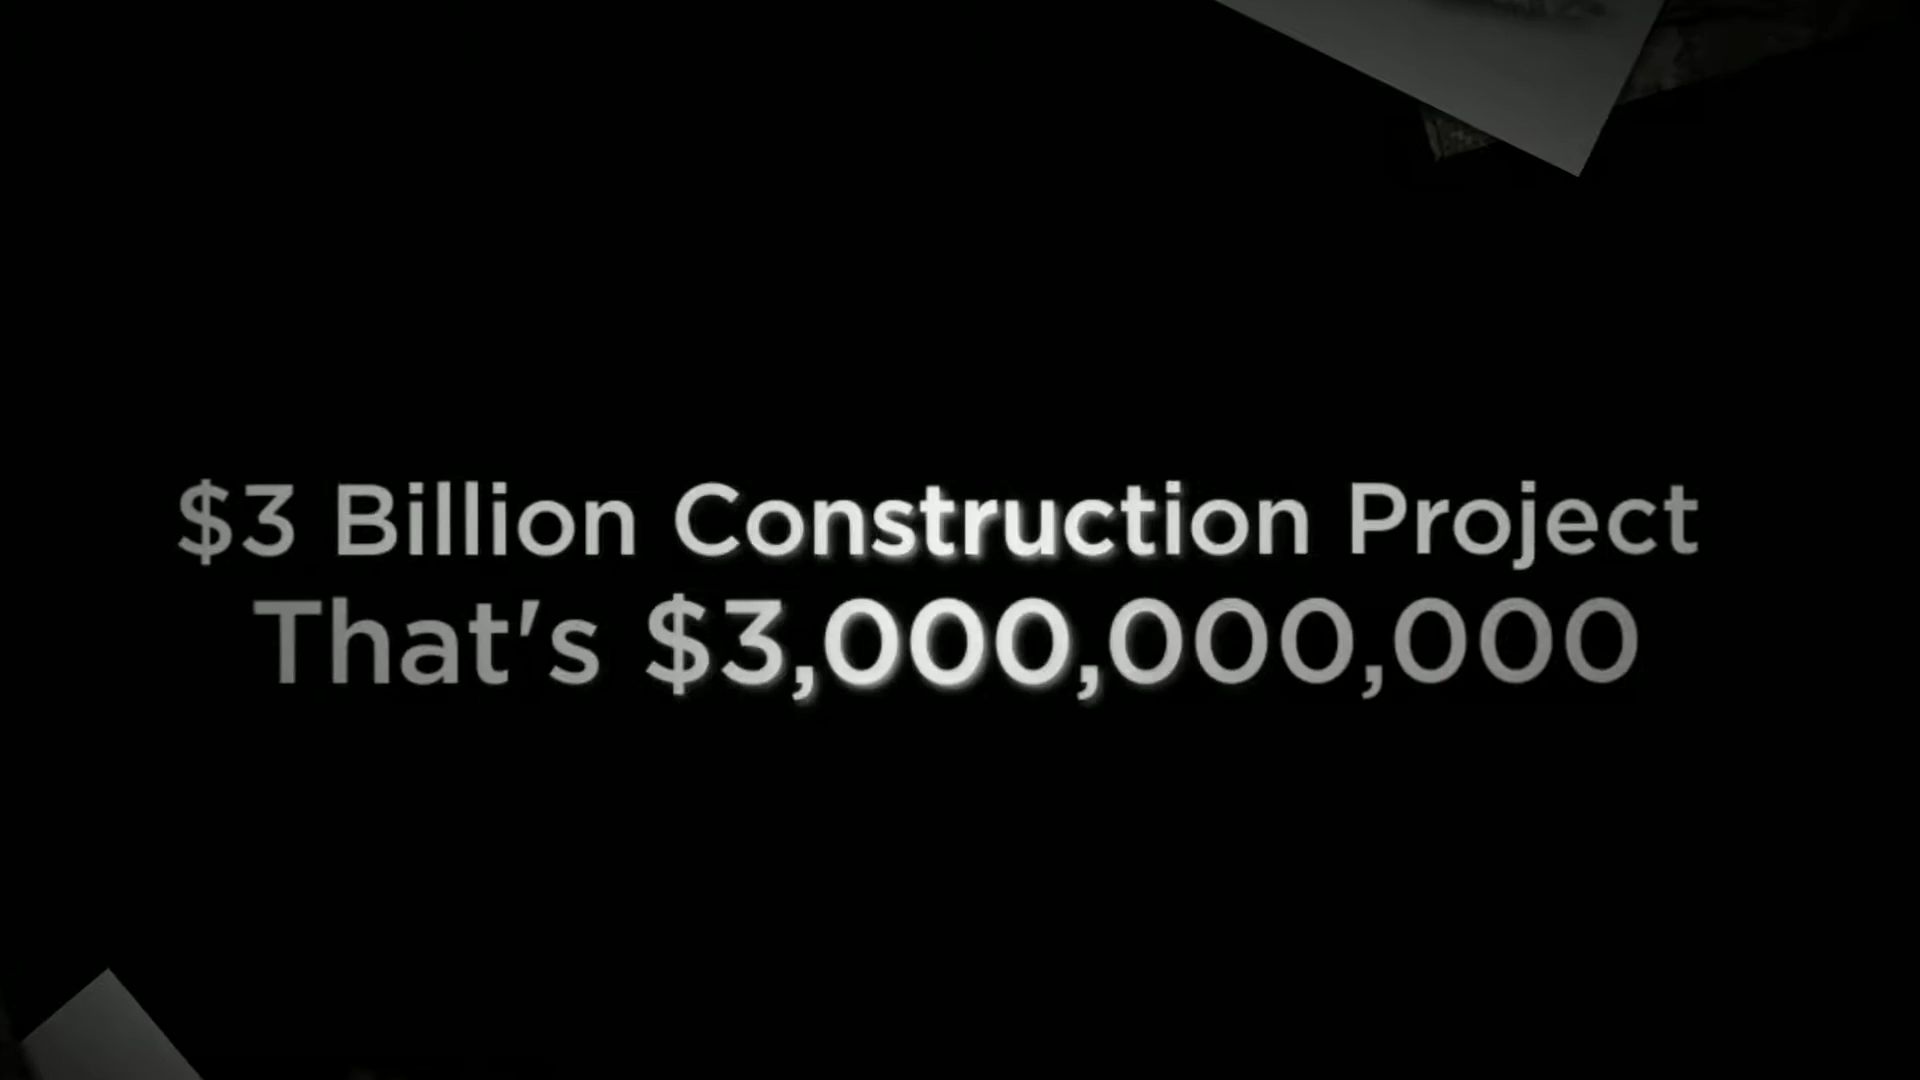 $3 Billion Construction Project
That's $3,000,000,000